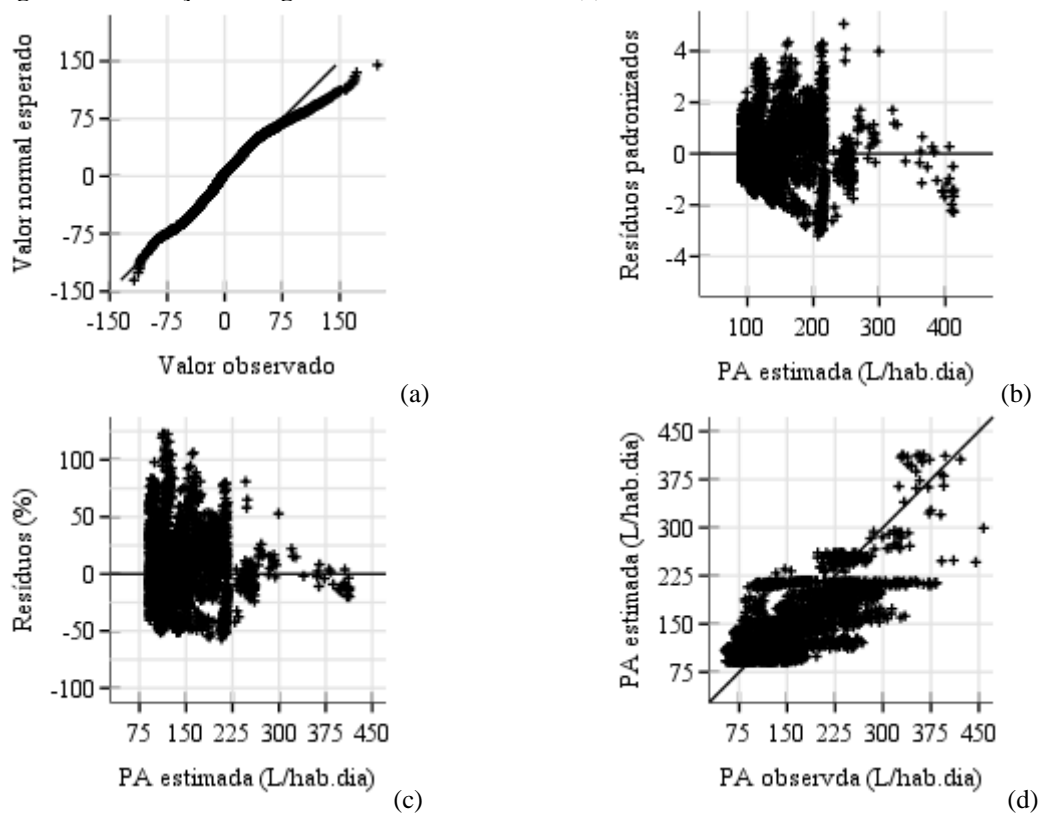 Valor normal esperado
150
75
0
-75
-150
-150 -75 0 75 150
Valor observado
(a)
Resíduos padronizados
4
2
0
-2
-4
100 200 300 400
PA estimada (L/hab.dia)
(b)
Resíduos (%)
100
50
0
-50
-100
75 150 225 300 375 450
PA estimada (L/hab.dia)
(c)
PA estimada (L/hab.dia)
450
375
300
225
150
75
75 150 225 300 375 450
PA observda (L/hab.dia)
(d)